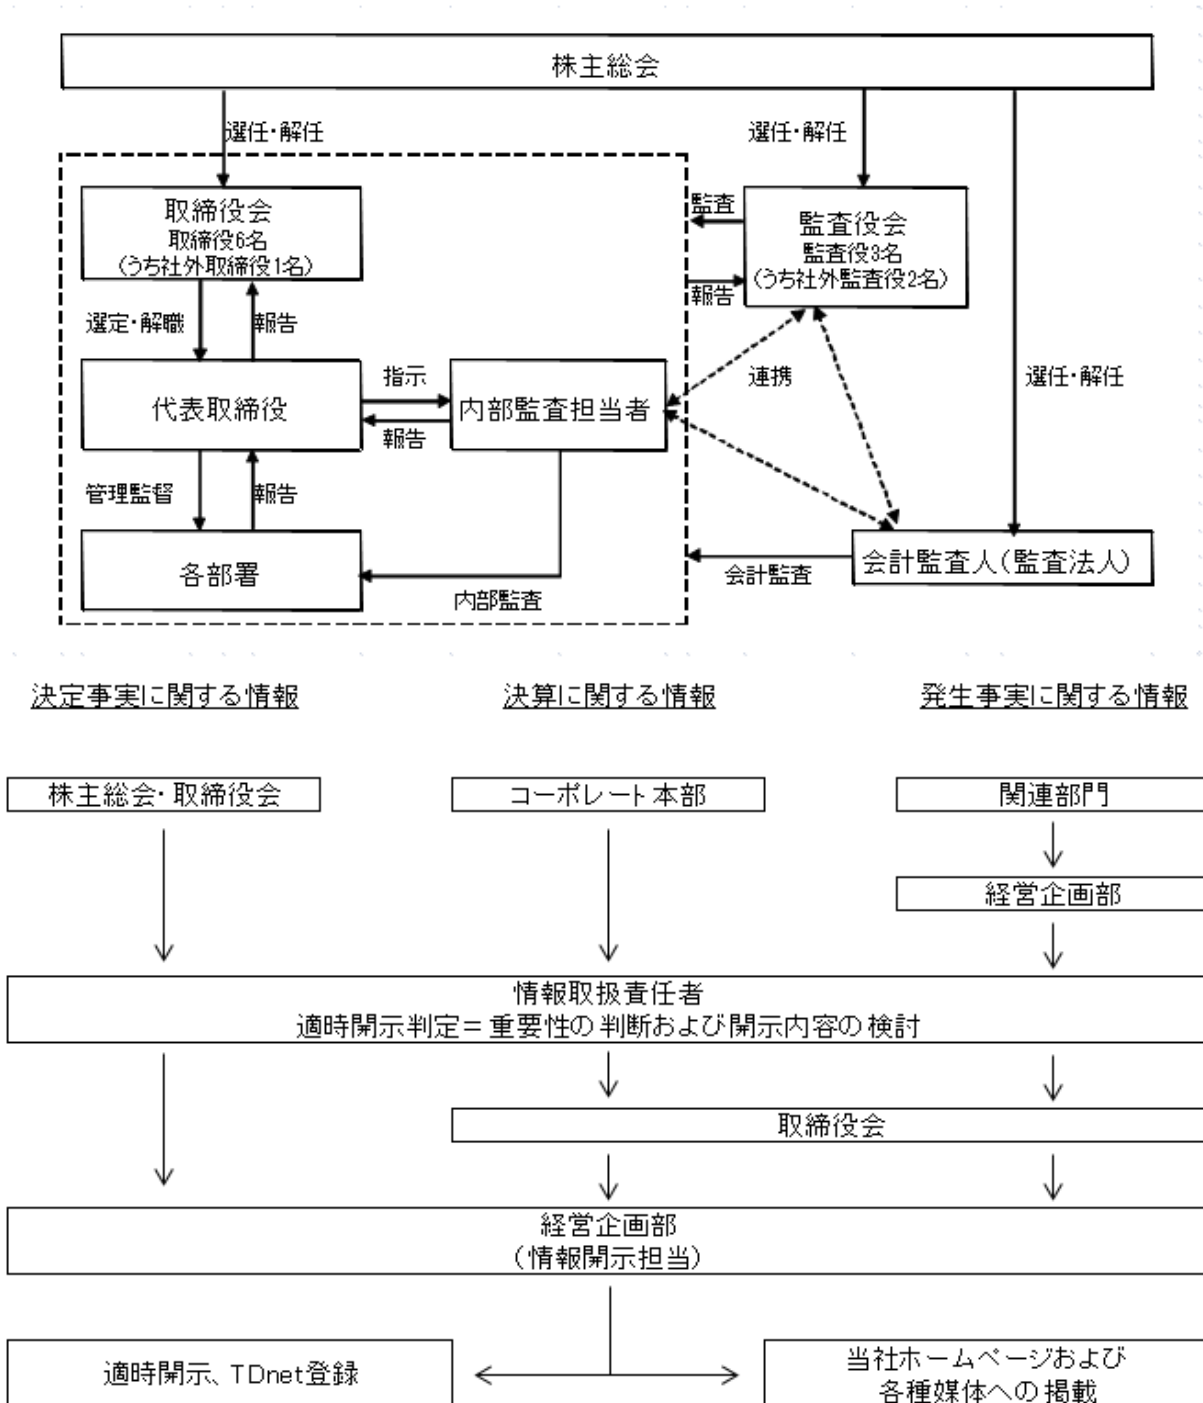 株主総会
選任・解任
選任・解任
取締役会
取締役6名
(うち社外取締役1名)
監査
監査役会
監査役3名
(うち社外監査役2名)
報告
選定・解職
報告
選任・解任
代表取締役
指示
報告
内部監査担当者
連携
管理監督
報告
各部署
内部監査
会計監査
会計監査人(監査法人)
決定事実に関する情報
決算に関する情報
発生事実に関する情報
株主総会・取締役会
コーポレート本部
関連部門
経営企画部
情報取扱責任者
適時開示判定=重要性の判断および開示内容の検討
取締役会
経営企画部
(情報開示担当)
適時開示、TDnet登録
当社ホームページおよび
各種媒体への掲載